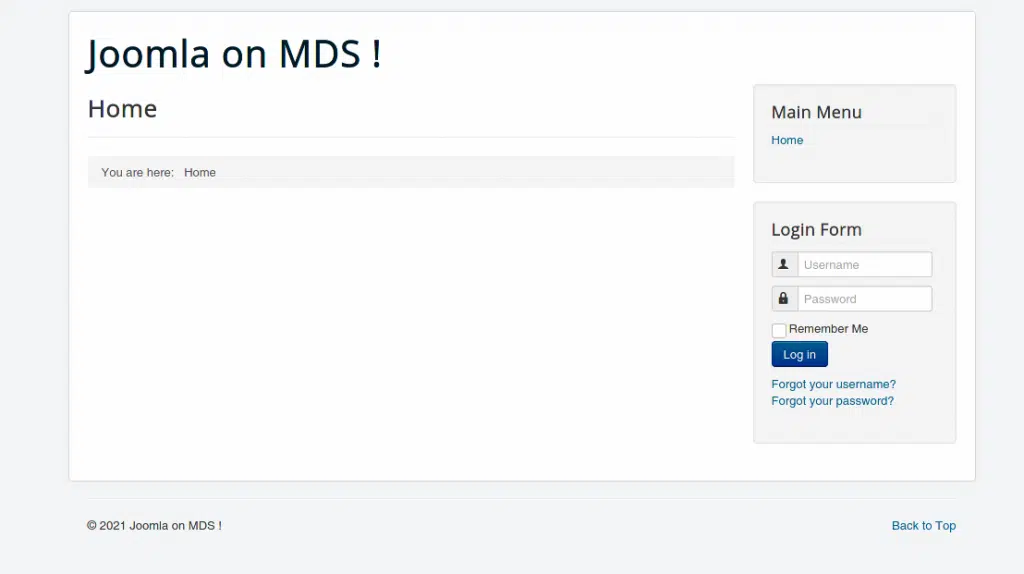 Joomla on MDS !
Home
You are here: Home
Main Menu
Home
Login Form
Username
Password
Remember Me
Log in
Forgot your username?
Forgot your password?
© 2021 Joomla on MDS !
Back to Top